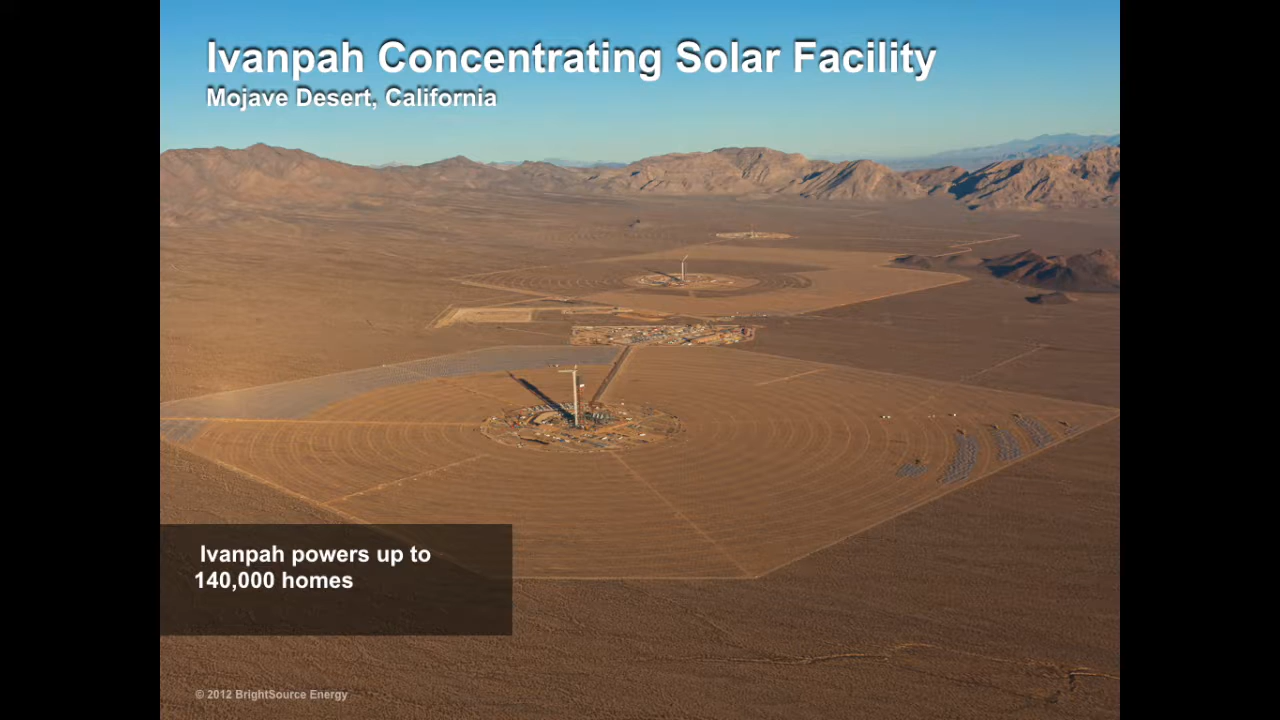 Ivanpah Concentrating Solar Facility
Mojave Desert, California
Ivanpah powers up to
140,000 homes
© 2012 BrightSource Energy